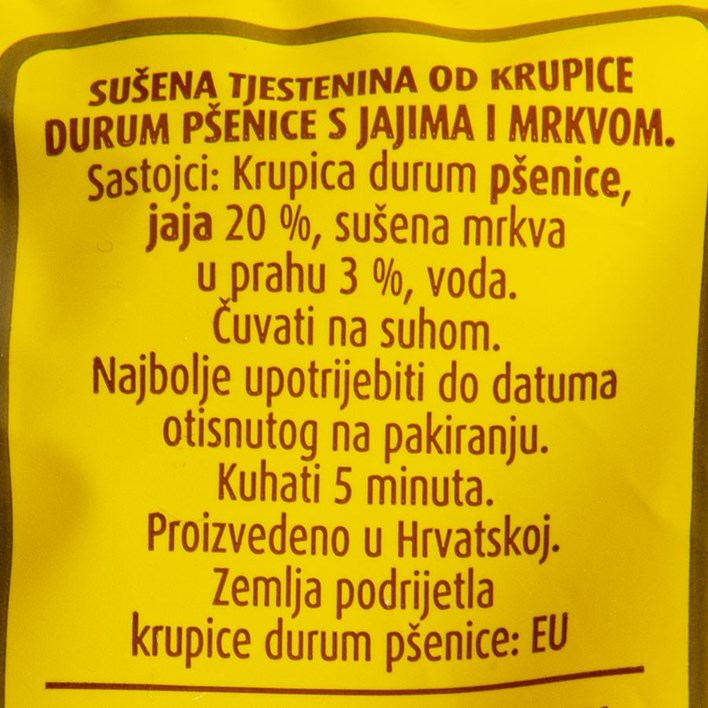 SUŠENA TJESTENINA OD KRUPICE
DURUM PŠENICE S JAJIMA I MRKVOM.
Sastojci: Krupica durum pšenice,
jaja 20 %, sušena mrkva
u prahu 3 %, voda.
Čuvati na suhom.
Najbolje upotrijebiti do datuma
otisnutog na pakiranju.
Kuhati 5 minuta.
Proizvedeno u Hrvatskoj.
Zemlja podrijetla
krupice durum pšenice: EU